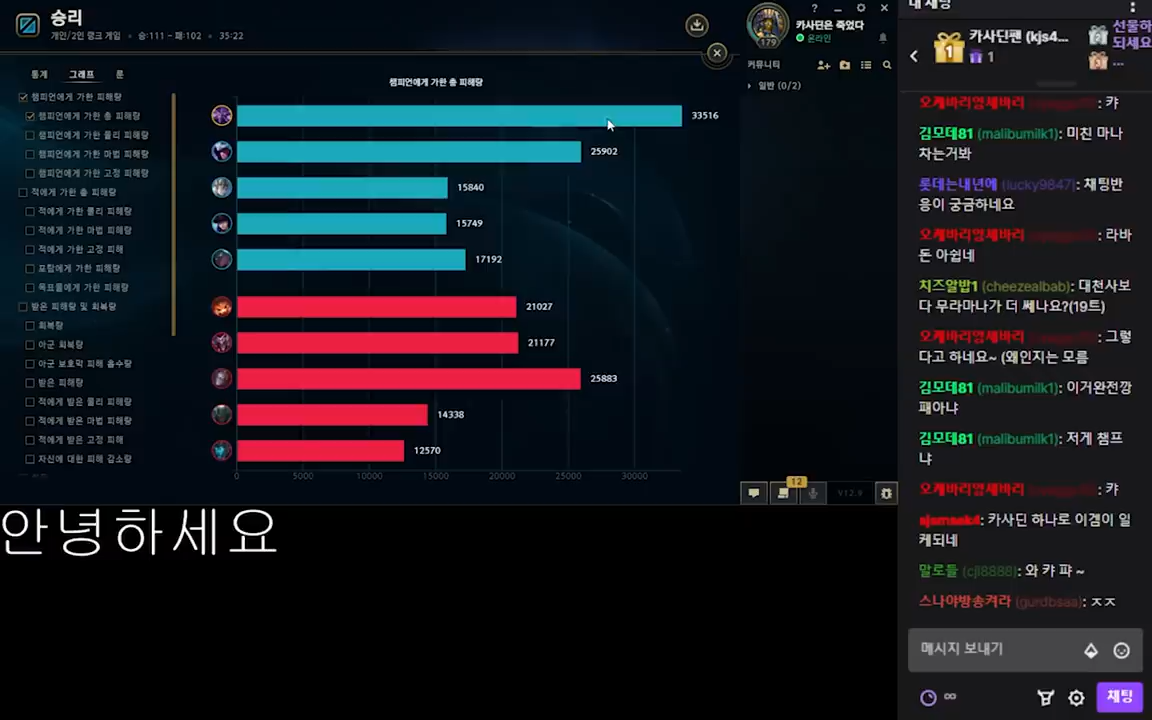 승리
개인/2인 랭크 게임 • 승:111 - 패:102 • 35:22
카사딘은 죽었다
179
온라인
커뮤니티
일반 (0/2)
통계 그래프 룬
챔피언에게 가한 피해량
챔피언에게 가한 피해량
챔피언에게 가한 총 피해량
챔피언에게 가한 물리 피해량
챔피언에게 가한 마법 피해량
챔피언에게 가한 고정 피해량
적에게 가한 총 피해량
적에게 가한 물리 피해량
적에게 가한 마법 피해량
적에게 가한 고정 피해
포탑에게 가한 피해량
목표물에게 가한 피해량
받은 피해량 및 회복량
회복량
아군 회복량
아군 보호막 피해 흡수량
받은 피해량
적에게 받은 물리 피해량
적에게 받은 마법 피해량
적에게 받은 고정 피해
자신에 대한 피해 감소량
33516
25902
15840
15749
17192
21027
21177
25883
14338
12570
0 5000 10000 15000 20000 25000 30000
12
V12.9
안녕하세요
내 채팅
1 카사딘팬 (kjs4...
1
2 선물하
되세요
3 ...
오케바리엄세바리 : 캬
김모데81 (malibumilk1): 미친 마나
차는거봐
롯데는내년에 (lucky9847): 채팅반
응이 궁금하네요
오케바리엄세바리 : 라바
돈 아쉽네
치즈알밥1 (cheezealbab): 대천사보
다 무라마나가 더 쎄나요?(19트)
오케바리엄세바리 : 그렇
다고 하네요~ (왜인지는 모름
김모데81 (malibumilk1): 이거완전깡
패아냐
김모데81 (malibumilk1): 저게 챔프
냐
오케바리엄세바리 : 캬
: 카사딘 하나로 이겜이 일
케되네
말로들 (cjl8888): 와 캬 퍄 ~
스나야방송켜라 (gurdbsaa): ㅈㅈ
메시지 보내기
채팅